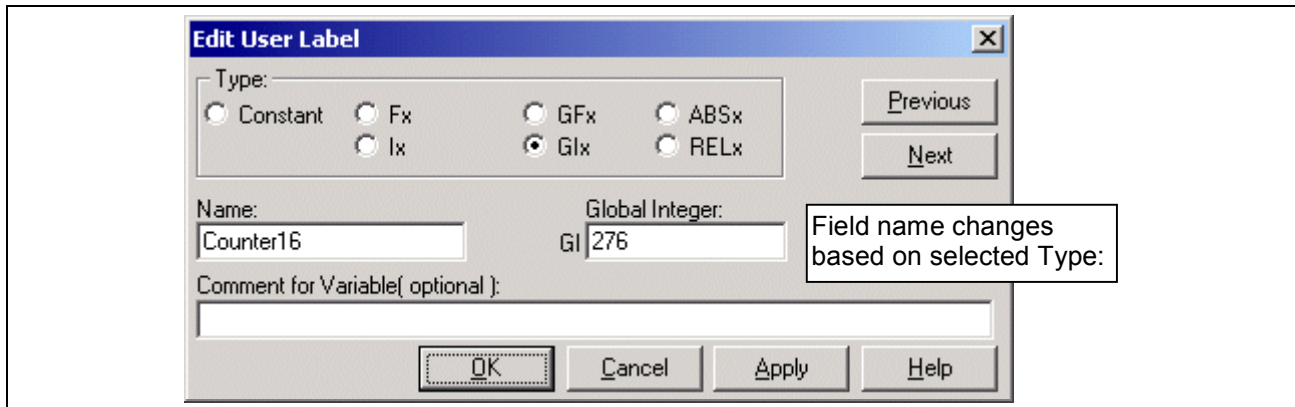 Edit User Label
Type:
Constant Fx GFx ABSx
Ix GIx RELx
Previous
Next
Name: Global Integer:
Counter16 GI 276
Field name changes
based on selected Type:
Comment for Variable( optional ):
OK Cancel Apply Help